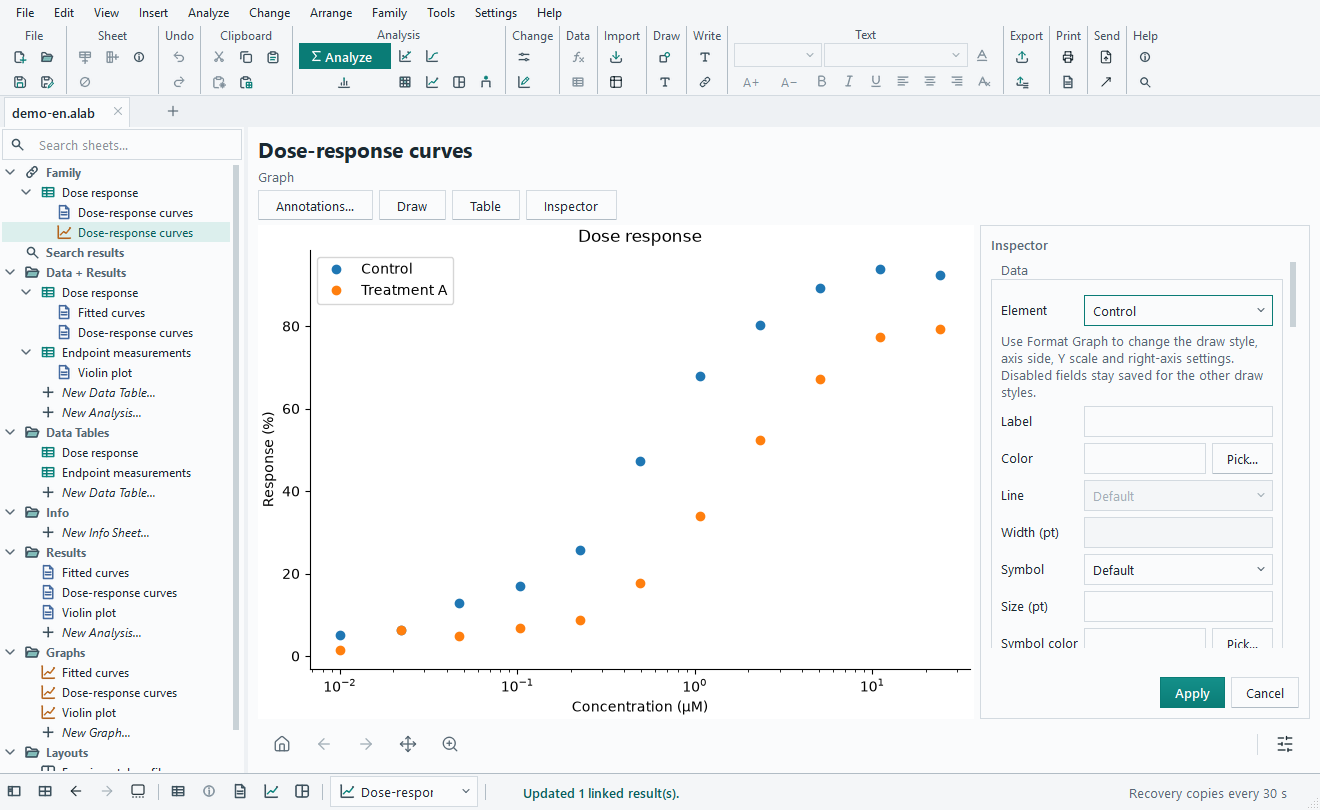 File Edit View Insert Analyze Change Arrange Family Tools Settings Help
File Sheet Undo Clipboard Analysis Change Data Import Draw Write Text Export Print Send Help
Σ Analyze
A+ A− B I U
demo-en.alab
Search sheets...
Family
Dose response
Dose-response curves
Dose-response curves
Search results
Data + Results
Dose response
Fitted curves
Dose-response curves
Endpoint measurements
Violin plot
New Data Table...
New Analysis...
Data Tables
Dose response
Endpoint measurements
New Data Table...
Info
New Info Sheet...
Results
Fitted curves
Dose-response curves
Violin plot
New Analysis...
Graphs
Fitted curves
Dose-response curves
Violin plot
New Graph...
Layouts
Dose-response curves
Graph
Annotations... Draw Table Inspector
Dose response
Control
Treatment A
80
60
40
20
0
Response (%)
10⁻² 10⁻¹ 10⁰ 10¹
Concentration (µM)
Inspector
Data
Element Control
Use Format Graph to change the draw style,
axis side, Y scale and right-axis settings.
Disabled fields stay saved for the other draw
styles.
Label
Color Pick...
Line Default
Width (pt)
Symbol Default
Size (pt)
Symbol color Pick...
Apply Cancel
Dose-respor
Updated 1 linked result(s).
Recovery copies every 30 s